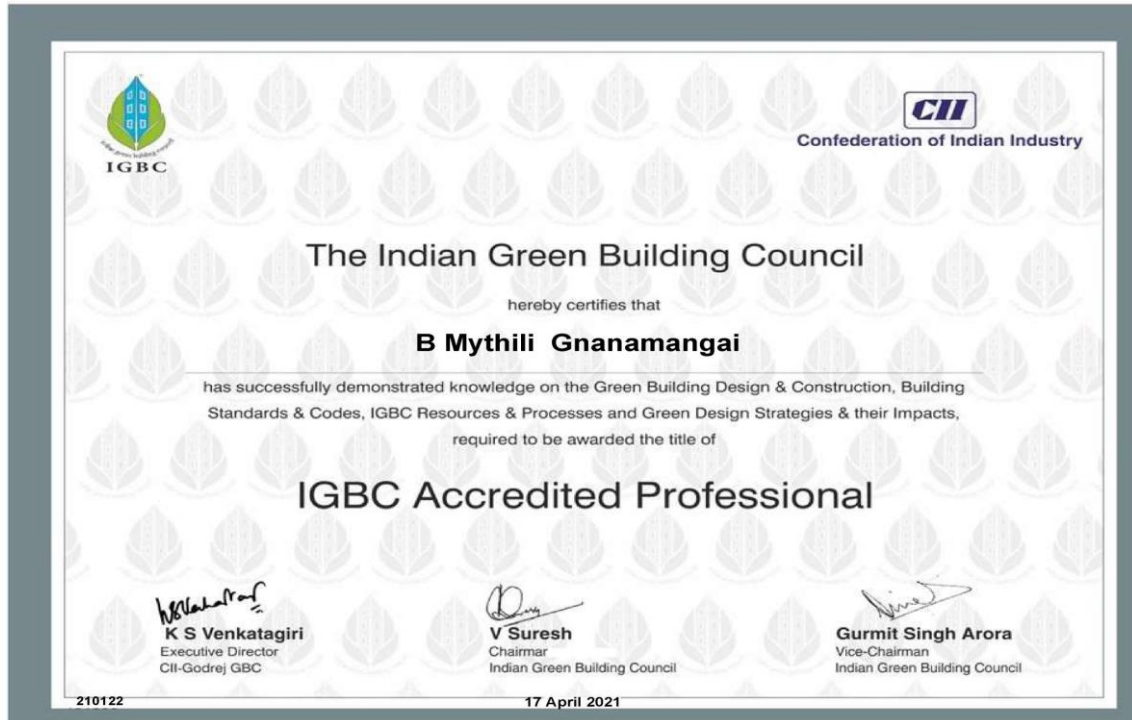 IGBC
CII
Confederation of Indian Industry
The Indian Green Building Council
hereby certifies that
B Mythili Gnanamangai
has successfully demonstrated knowledge on the Green Building Design & Construction, Building
Standards & Codes, IGBC Resources & Processes and Green Design Strategies & their Impacts,
required to be awarded the title of
IGBC Accredited Professional
K S Venkatagiri
Executive Director
CII-Godrej GBC
V Suresh
Chairmar
Indian Green Building Council
Gurmit Singh Arora
Vice-Chairman
Indian Green Building Council
210122
17 April 2021